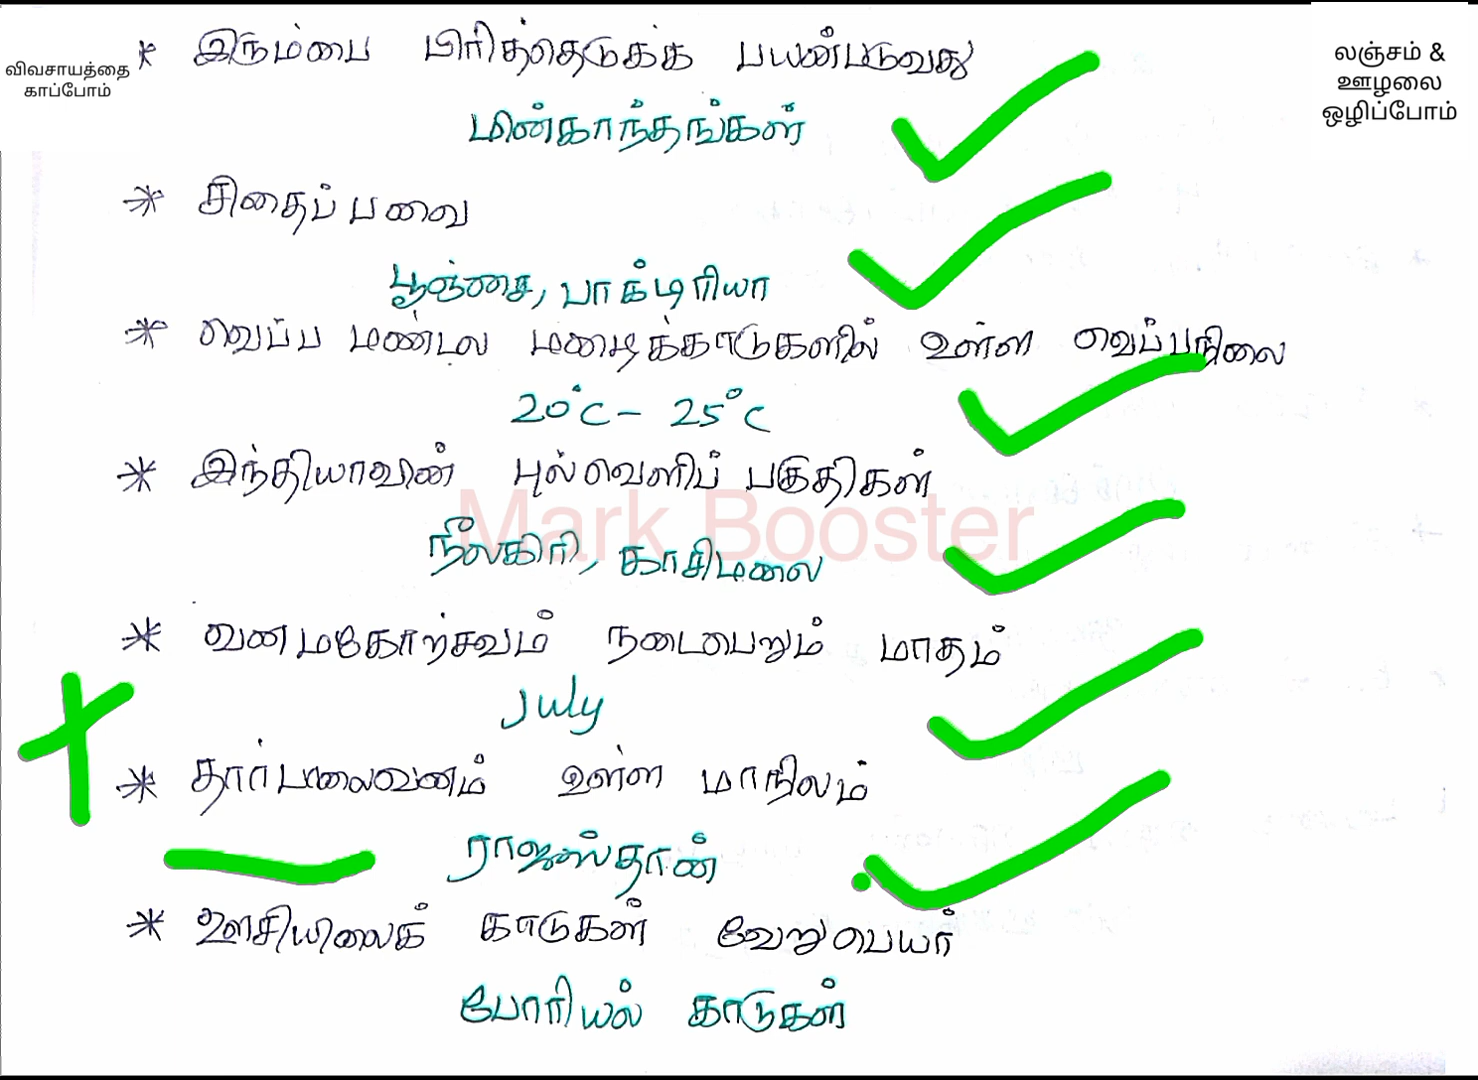 விவசாயத்தை
காப்போம்
லஞ்சம் &
ஊழலை
ஒழிப்போம்
* இரும்பை பிரித்தெடுக்க பயன்படுவது
மின்காந்தங்கள்
* சிதைப்பவை
பூஞ்சை, பாக்டிரியா
* வெப்ப மண்டல மழைக்காடுகளில் உள்ள வெப்பநிலை
20°C - 25°C
* இந்தியாவின் புல்வெளிப் பகுதிகள்
Mark Booster
நீலகிரி, காசிமலை
* வனமகோற்சவம் நடைபெறும் மாதம்
July
* தார்பாலைவனம் உள்ள மாநிலம்
ராஜஸ்தான்
* ஊசியிலைக் காடுகள் வேறுபெயர்
போரியல் காடுகள்